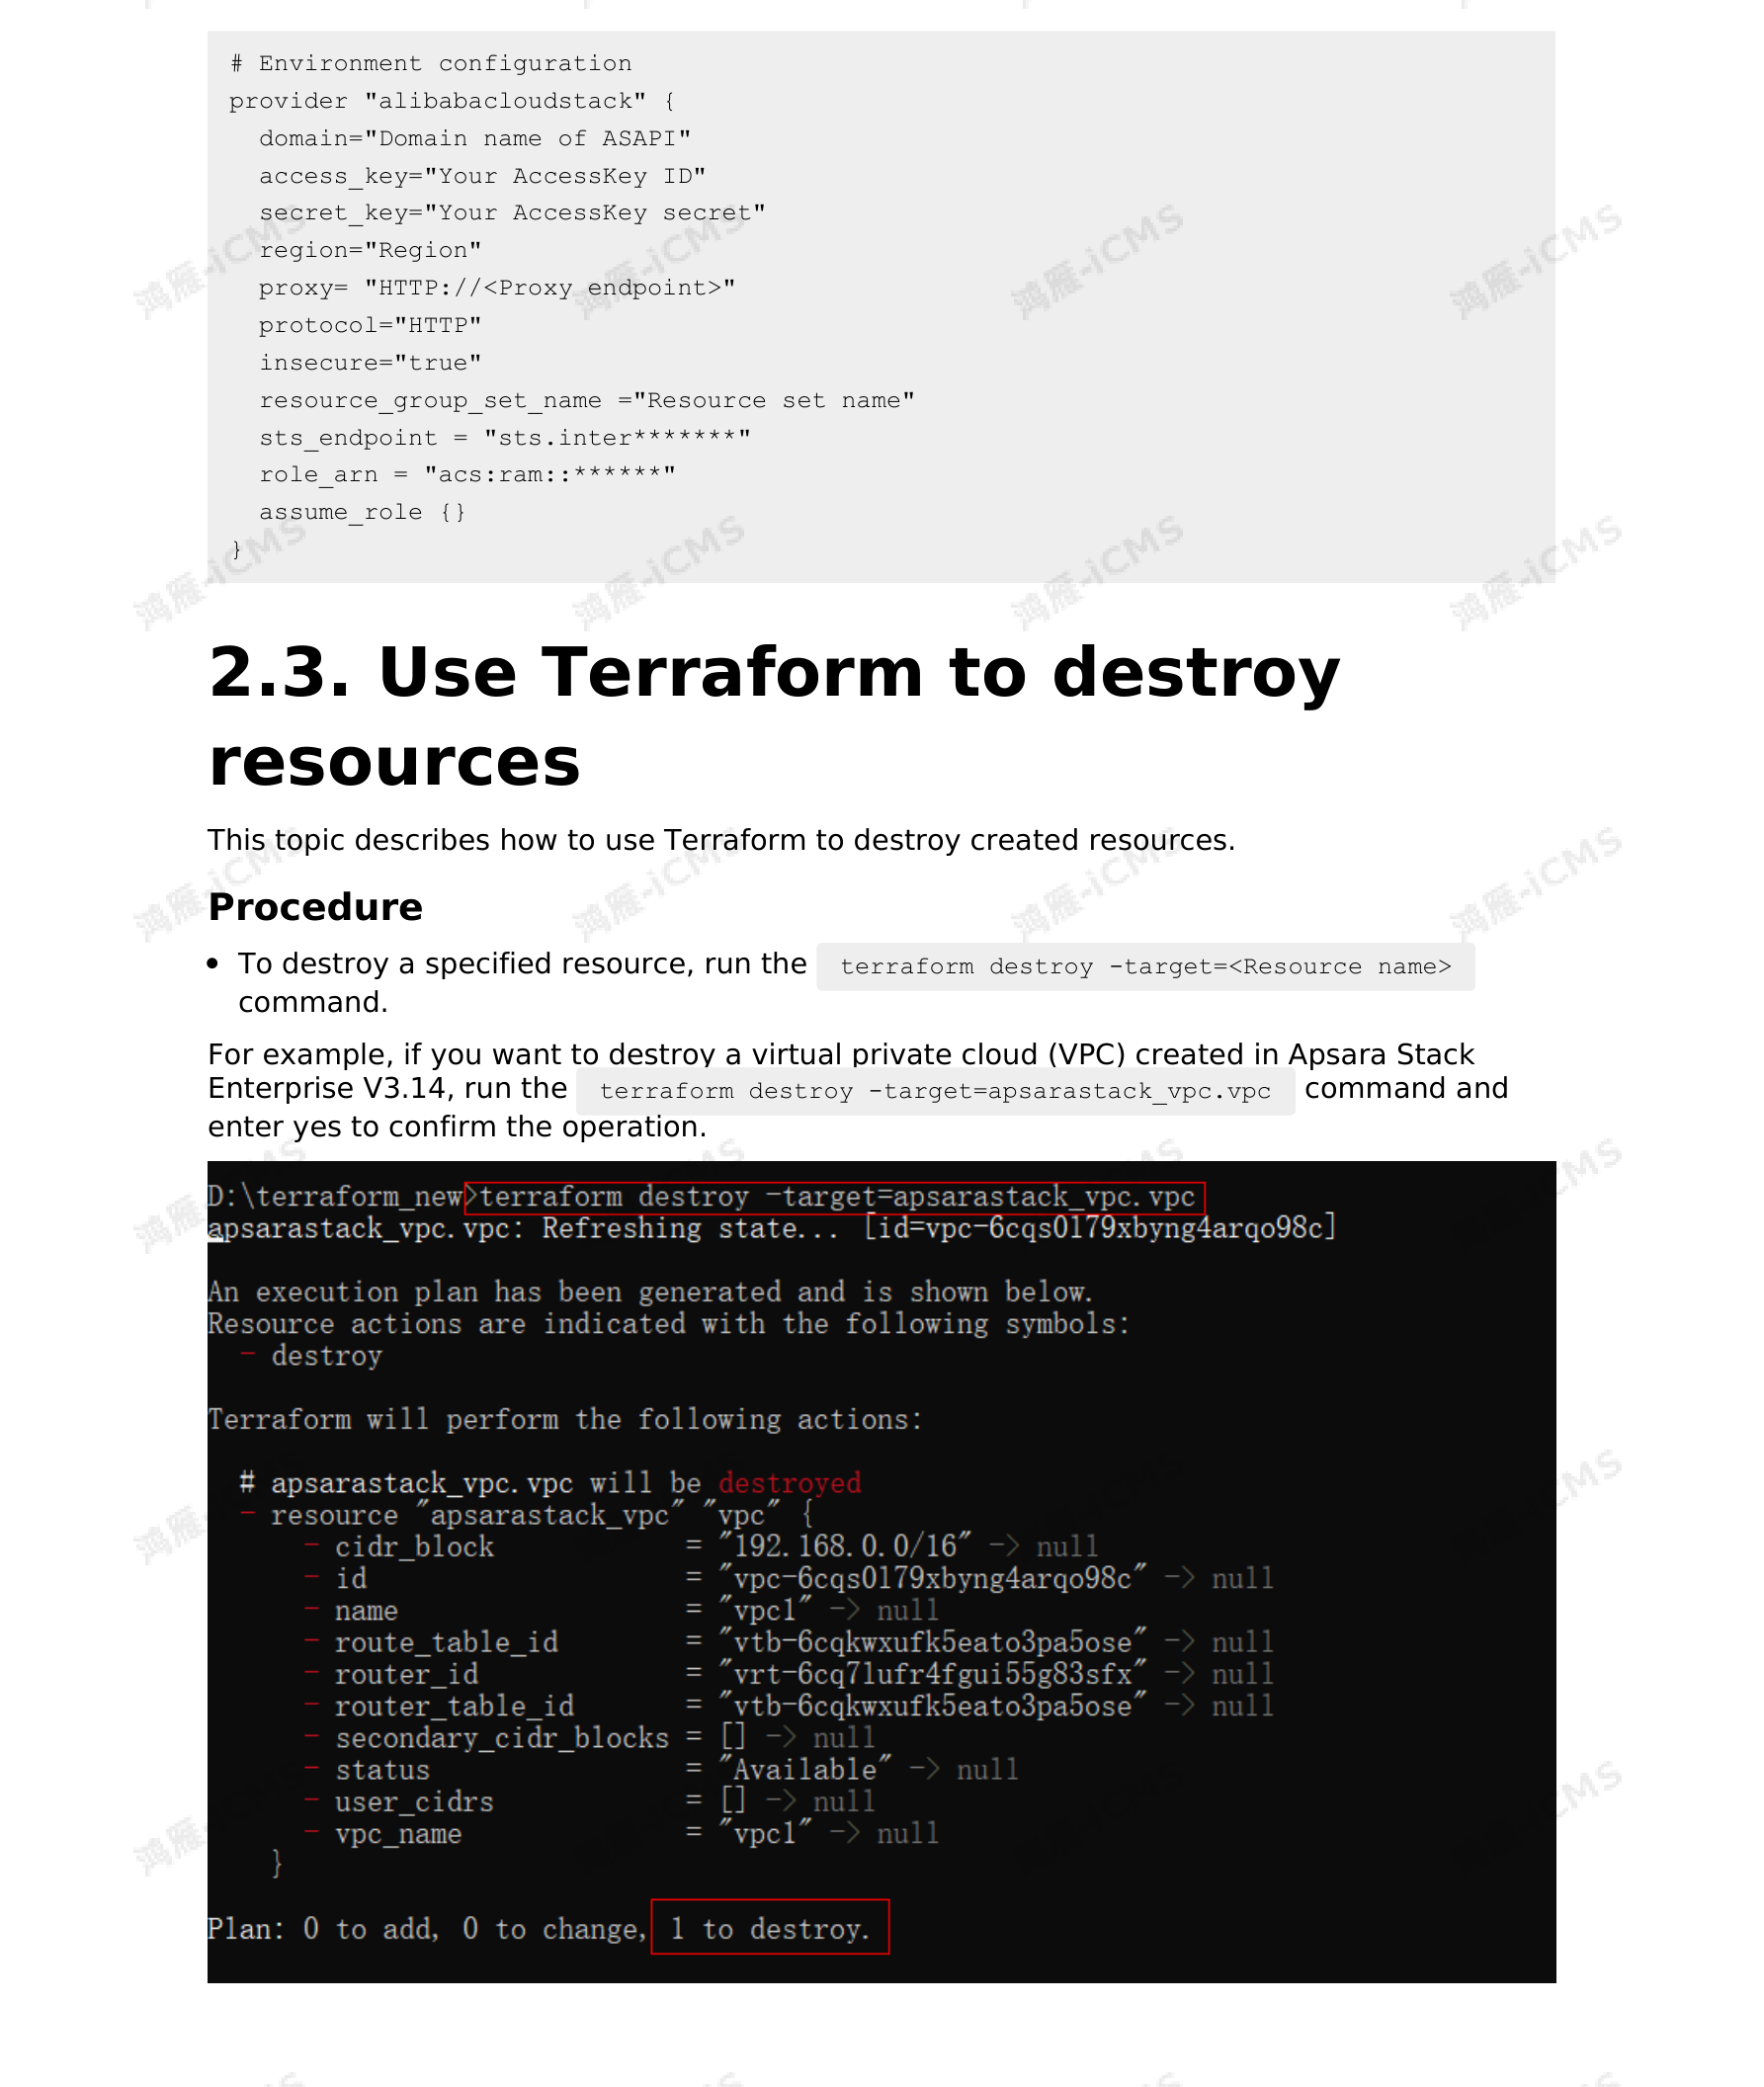 # Environment configuration
provider "alibabacloudstack" {
domain="Domain name of ASAPI"
access_key="Your AccessKey ID"
secret_key="Your AccessKey secret"
region="Region"
proxy= "HTTP://<Proxy endpoint>"
protocol="HTTP"
insecure="true"
resource_group_set_name ="Resource set name"
sts_endpoint = "sts.inter*******"
role_arn = "acs:ram::******"
assume_role {}
}
2.3. Use Terraform to destroy
resources
This topic describes how to use Terraform to destroy created resources.
Procedure
• To destroy a specified resource, run the terraform destroy -target=<Resource name>
command.
For example, if you want to destroy a virtual private cloud (VPC) created in Apsara Stack
Enterprise V3.14, run the terraform destroy -target=apsarastack_vpc.vpc command and
enter yes to confirm the operation.
D:\terraform_new>terraform destroy -target=apsarastack_vpc.vpc
apsarastack_vpc.vpc: Refreshing state... [id=vpc-6cqs0l79xbyng4arqo98c]
An execution plan has been generated and is shown below.
Resource actions are indicated with the following symbols:
- destroy
Terraform will perform the following actions:
# apsarastack_vpc.vpc will be destroyed
- resource "apsarastack_vpc" "vpc" {
- cidr_block = "192.168.0.0/16" -> null
- id = "vpc-6cqs0l79xbyng4arqo98c" -> null
- name = "vpc1" -> null
- route_table_id = "vtb-6cqkwxufk5eato3pa5ose" -> null
- router_id = "vrt-6cq7lufr4fgui55g83sfx" -> null
- router_table_id = "vtb-6cqkwxufk5eato3pa5ose" -> null
- secondary_cidr_blocks = [] -> null
- status = "Available" -> null
- user_cidrs = [] -> null
- vpc_name = "vpc1" -> null
}
Plan: 0 to add, 0 to change, 1 to destroy.
鸿雁-iCMS